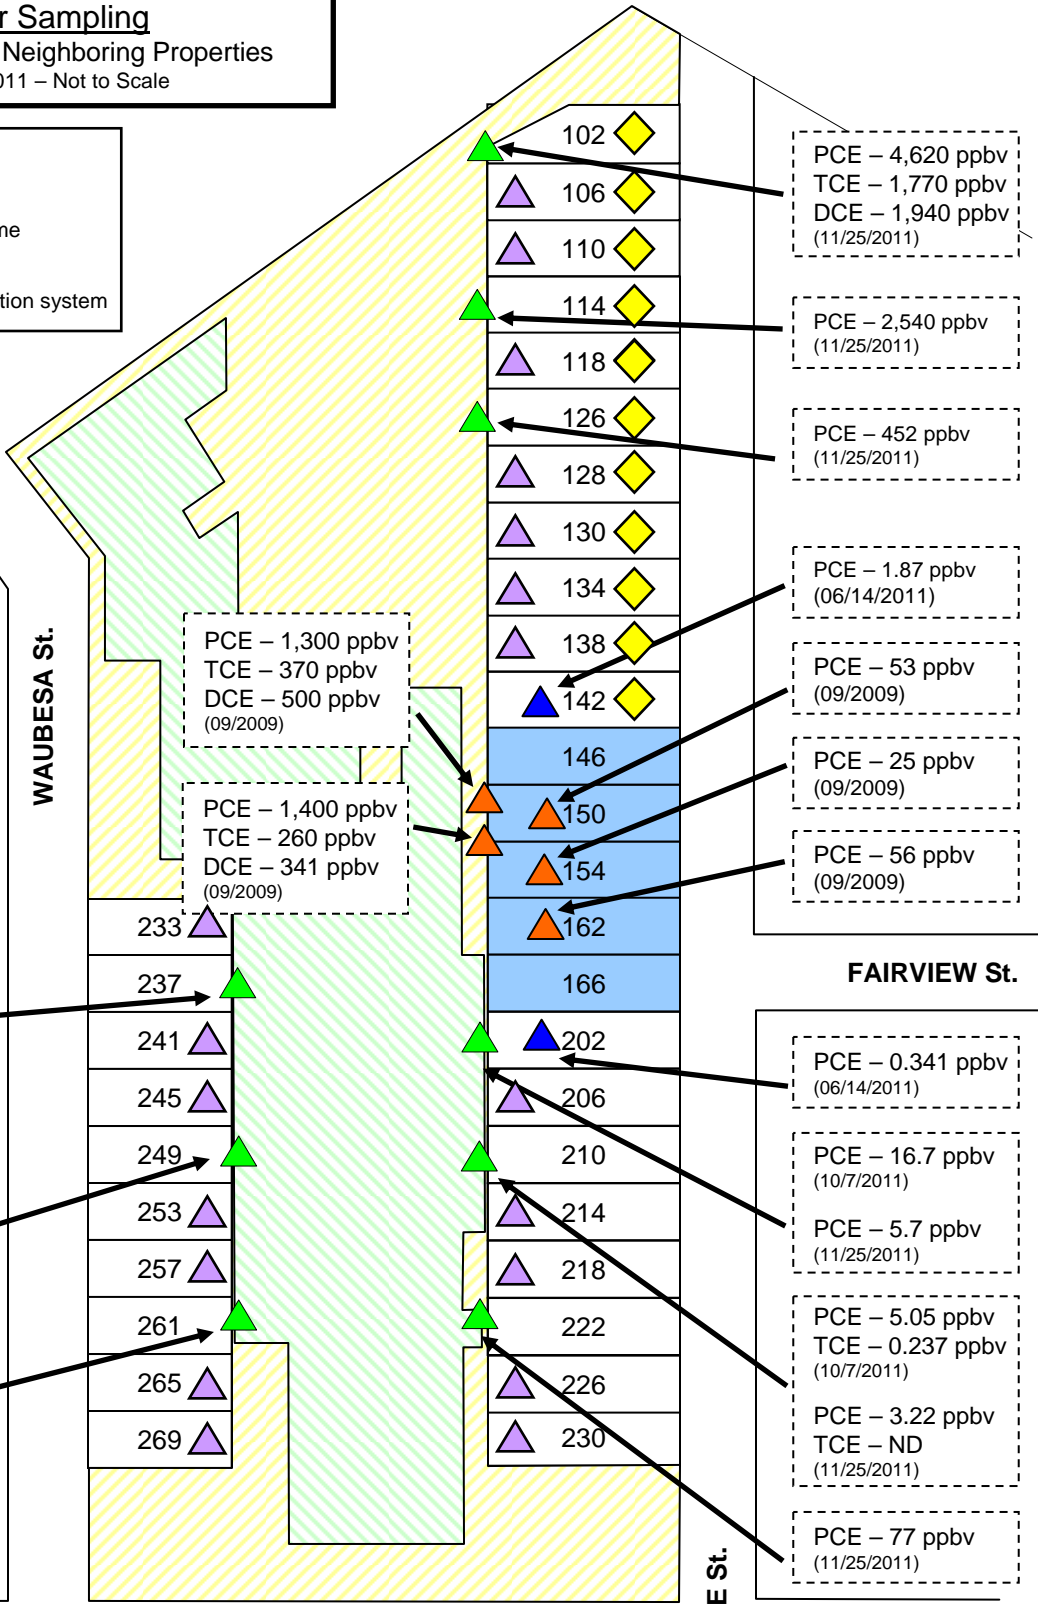 r Sampling
Neighboring Properties
011 – Not to Scale
me
tion system
102
106
110
114
118
126
128
130
134
138
142
146
150
154
162
166
202
206
210
214
218
222
226
230
233
237
241
245
249
253
257
261
265
269
WAUBESA St.
PCE – 1,300 ppbv
TCE – 370 ppbv
DCE – 500 ppbv
(09/2009)
PCE – 1,400 ppbv
TCE – 260 ppbv
DCE – 341 ppbv
(09/2009)
PCE – 4,620 ppbv
TCE – 1,770 ppbv
DCE – 1,940 ppbv
(11/25/2011)
PCE – 2,540 ppbv
(11/25/2011)
PCE – 452 ppbv
(11/25/2011)
PCE – 1.87 ppbv
(06/14/2011)
PCE – 53 ppbv
(09/2009)
PCE – 25 ppbv
(09/2009)
PCE – 56 ppbv
(09/2009)
FAIRVIEW St.
PCE – 0.341 ppbv
(06/14/2011)
PCE – 16.7 ppbv
(10/7/2011)
PCE – 5.7 ppbv
(11/25/2011)
PCE – 5.05 ppbv
TCE – 0.237 ppbv
(10/7/2011)
PCE – 3.22 ppbv
TCE – ND
(11/25/2011)
PCE – 77 ppbv
(11/25/2011)
E St.